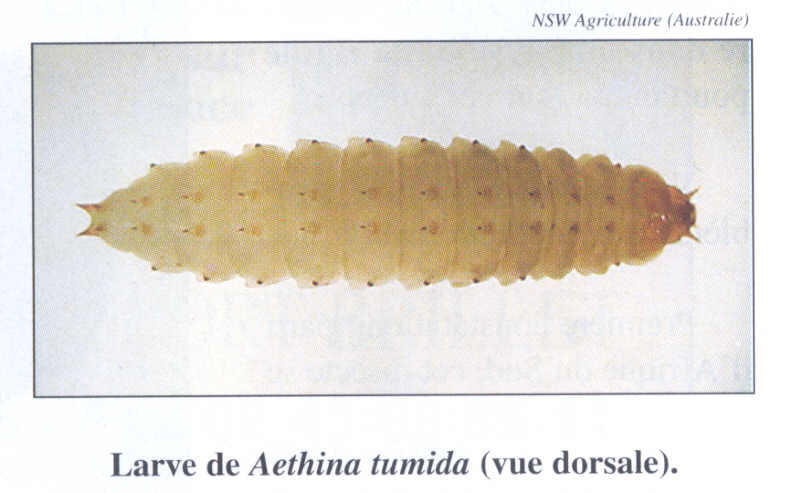 NSW Agriculture (Australie)
Larve de Aethina tumida (vue dorsale).